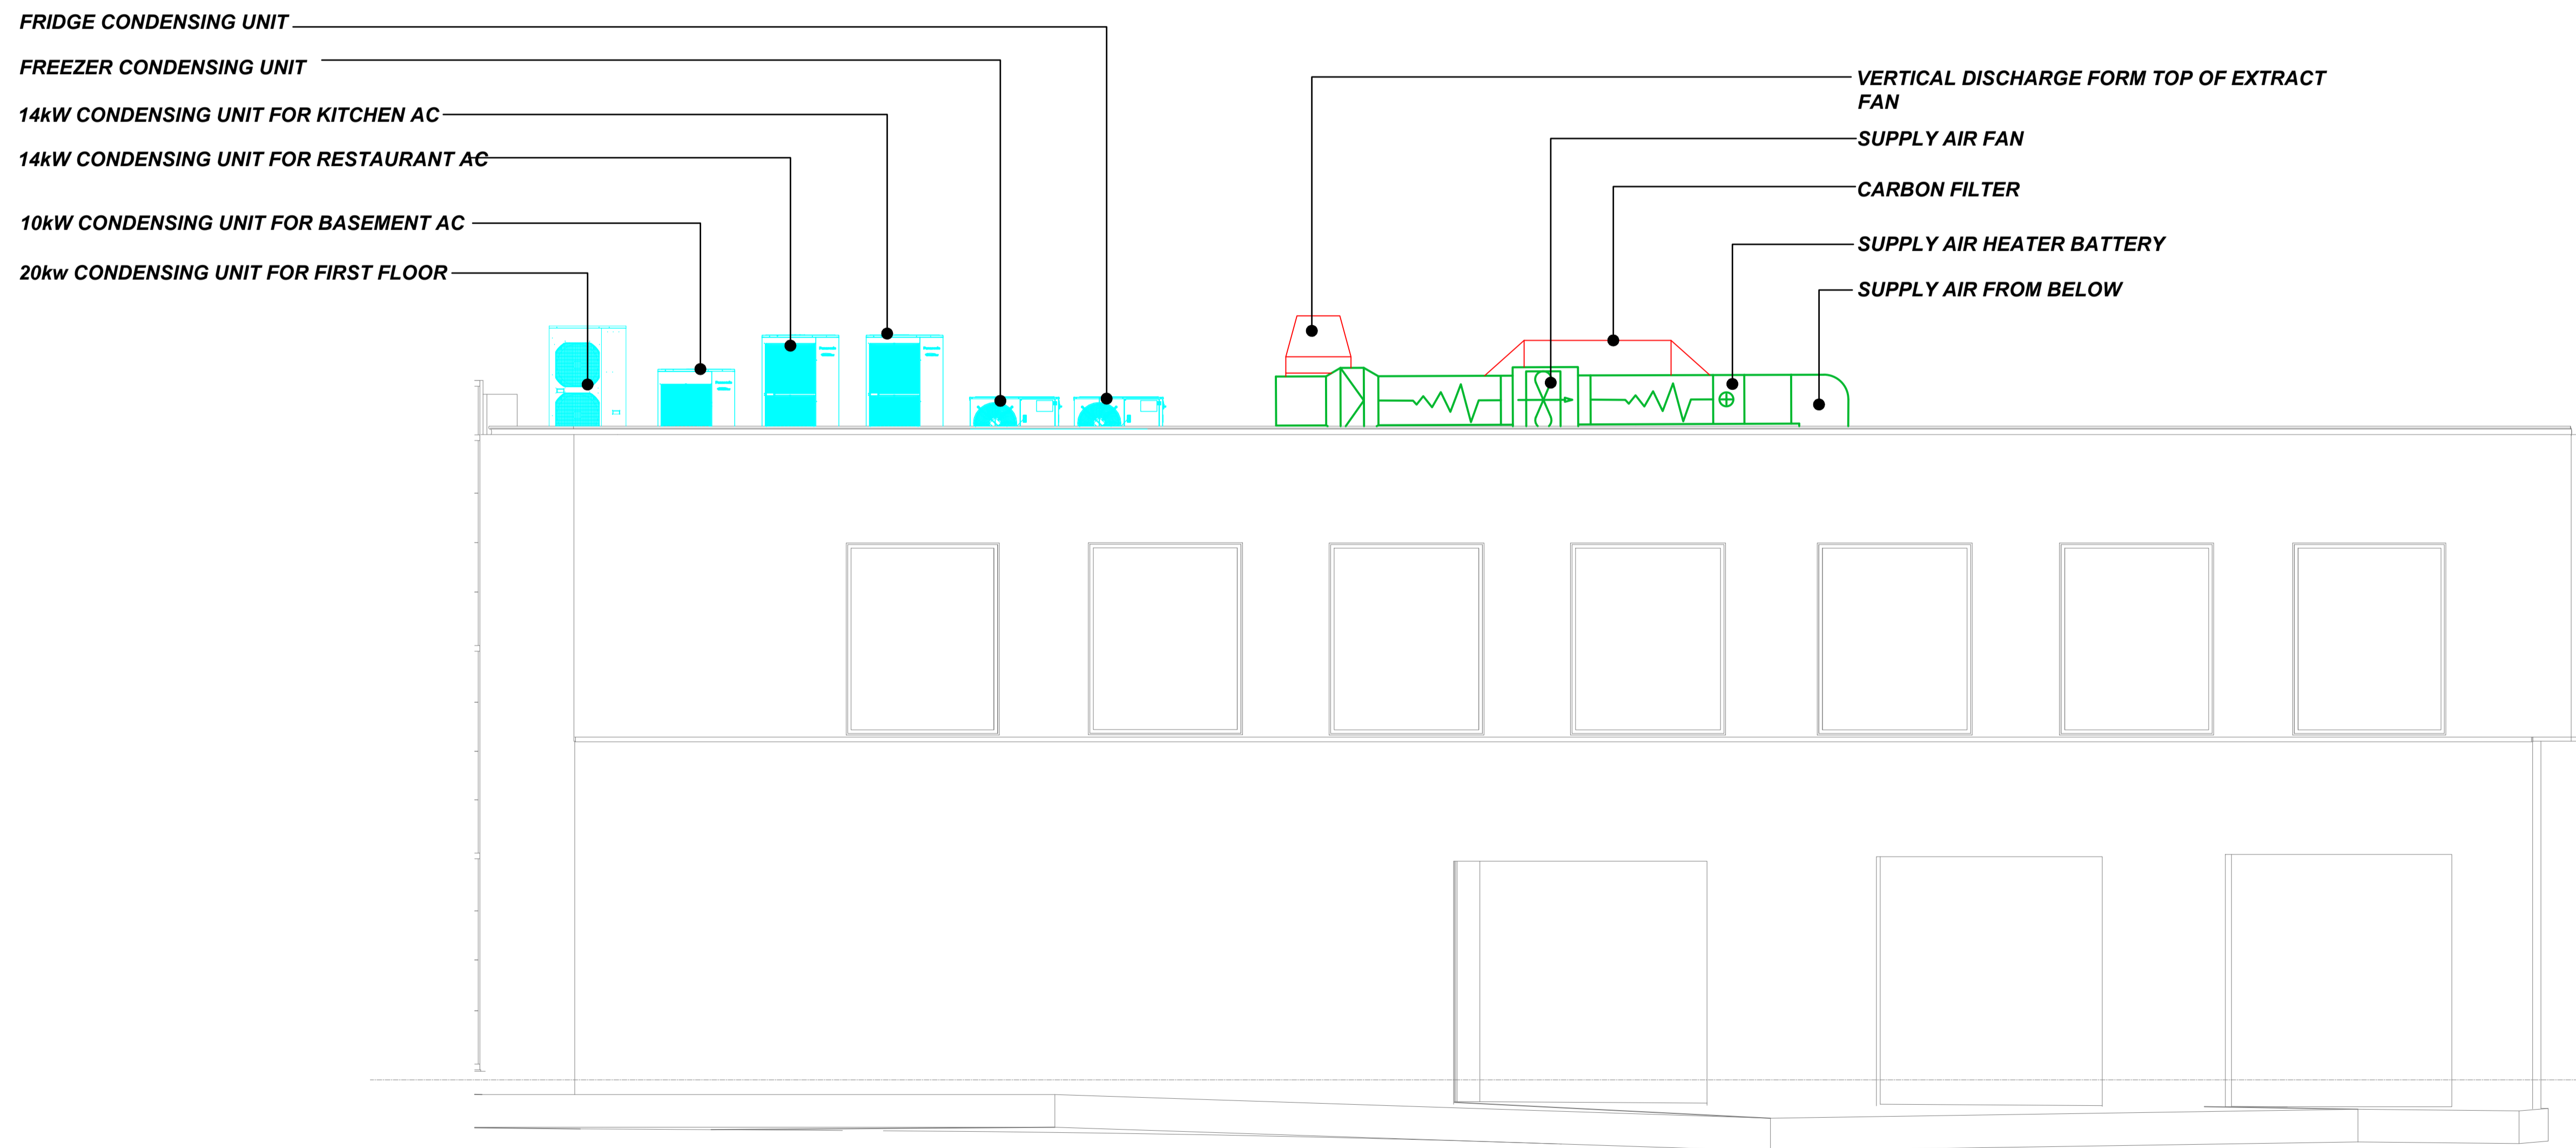 FRIDGE CONDENSING UNIT
FREEZER CONDENSING UNIT
14kW CONDENSING UNIT FOR KITCHEN AC
14kW CONDENSING UNIT FOR RESTAURANT AC
10kW CONDENSING UNIT FOR BASEMENT AC
20kw CONDENSING UNIT FOR FIRST FLOOR
VERTICAL DISCHARGE FORM TOP OF EXTRACT
FAN
SUPPLY AIR FAN
CARBON FILTER
SUPPLY AIR HEATER BATTERY
SUPPLY AIR FROM BELOW